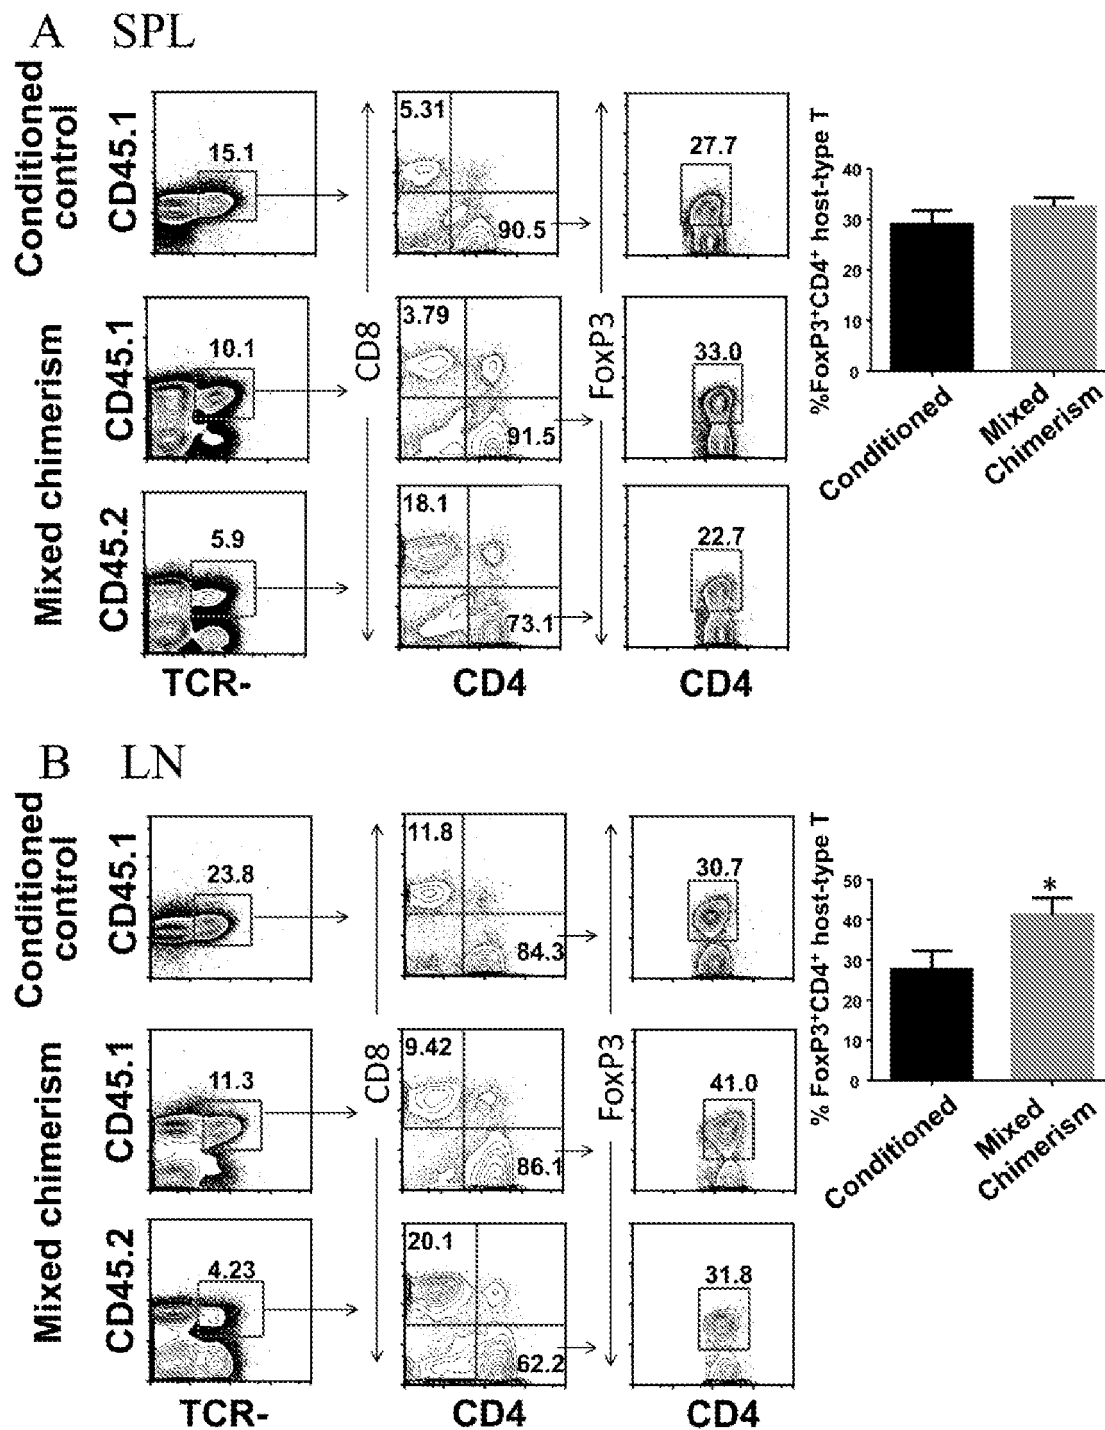 A SPL
Conditioned
control
CD45.1
15.1
5.31
90.5
27.7
Mixed chimerism
CD45.1
10.1
CD8
3.79
91.5
FoxP3
33.0
CD45.2
5.9
18.1
73.1
22.7
TCR-
CD4
CD4
%FoxP3⁺CD4⁺ host-type T
40
30
20
10
0
Conditioned
Mixed
Chimerism
B LN
Conditioned
control
CD45.1
23.8
11.8
84.3
30.7
Mixed chimerism
CD45.1
11.3
CD8
9.42
86.1
FoxP3
41.0
CD45.2
4.23
20.1
62.2
31.8
TCR-
CD4
CD4
% FoxP3⁺CD4⁺ host-type T
50
40
30
20
10
0
*
Conditioned
Mixed
Chimerism